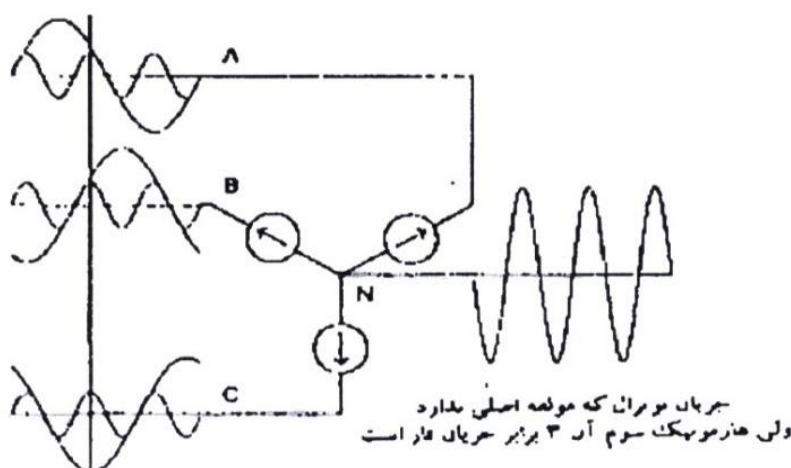 A
B
N
C
جریان نوترال که مولفه اصلی ندارد
ولی هارمونیک سوم آن ۳ برابر جریان فاز است